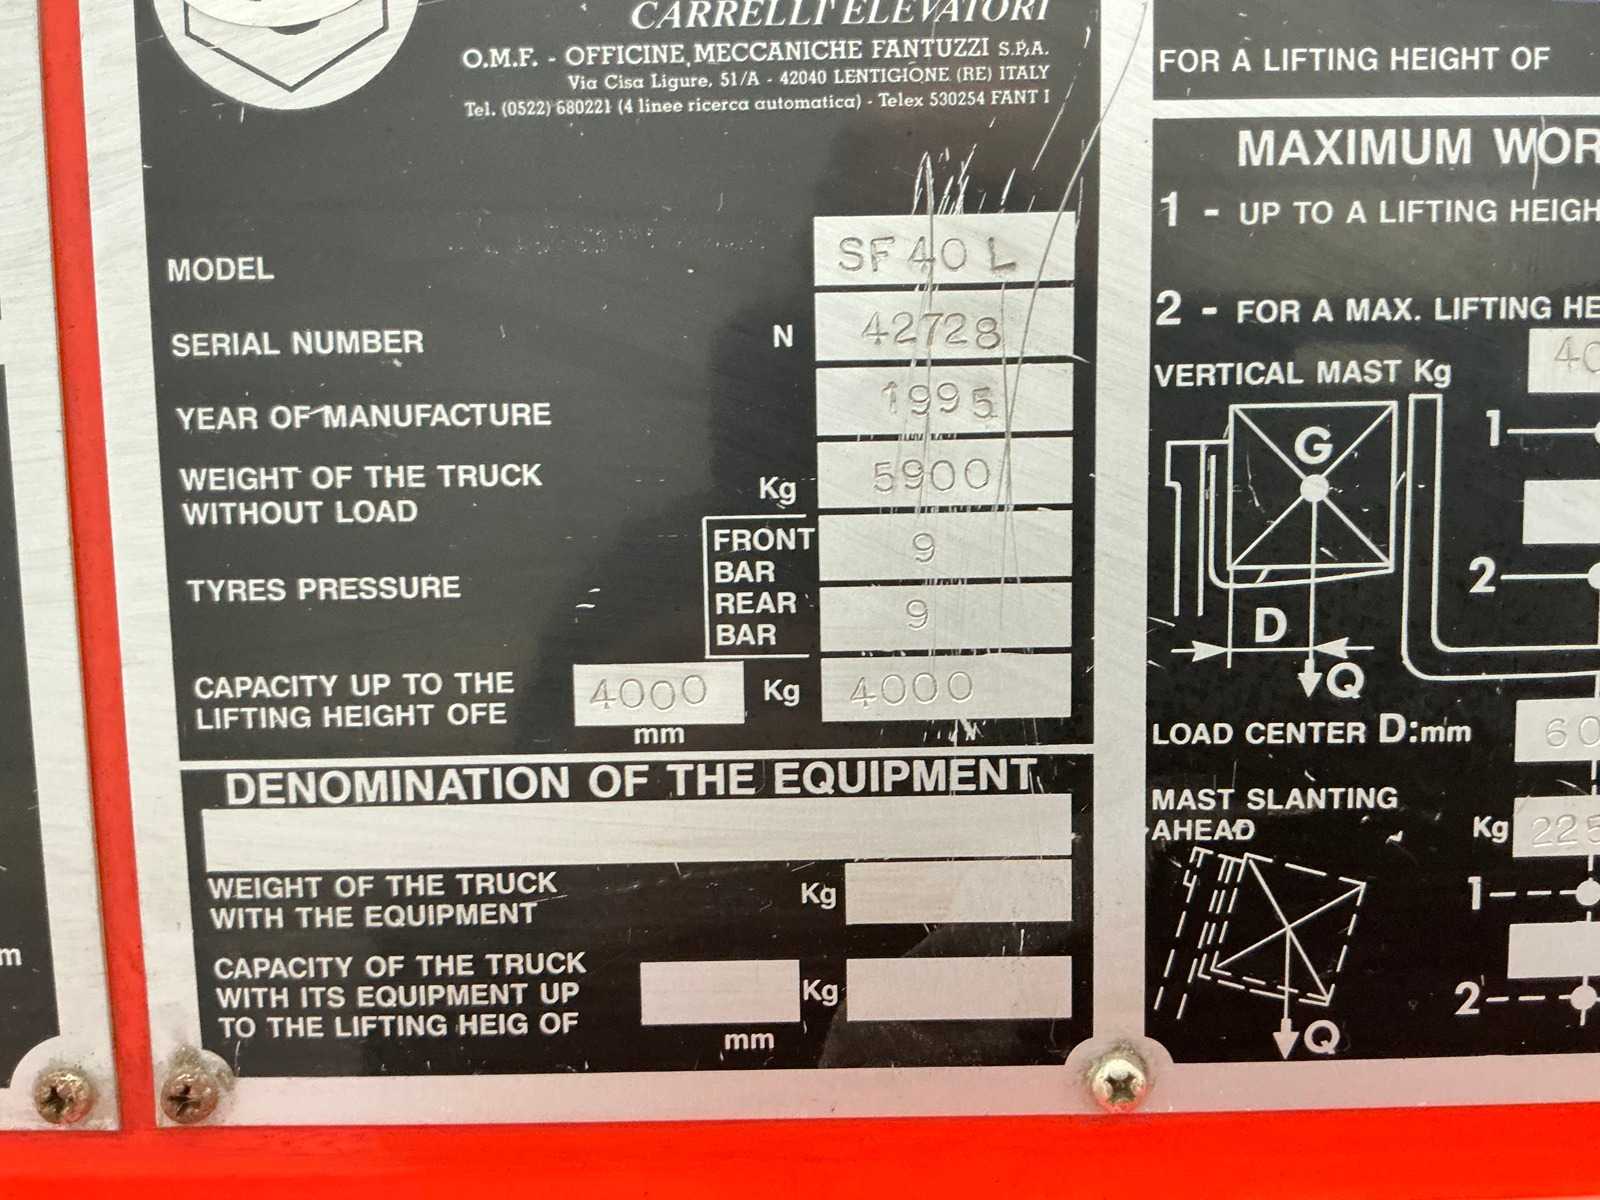 CARRELLI ELEVATORI
O.M.F. - OFFICINE MECCANICHE FANTUZZI S.P.A.
Via Cisa Ligure, 51/A - 42040 LENTIGIONE (RE) ITALY
Tel. (0522) 680221 (4 linee ricerca automatica) - Telex 530254 FANT I
MODEL SF 40 L
SERIAL NUMBER N 42728
YEAR OF MANUFACTURE 1995
WEIGHT OF THE TRUCK
WITHOUT LOAD Kg 5900
TYRES PRESSURE
FRONT
BAR 9
REAR
BAR 9
CAPACITY UP TO THE
LIFTING HEIGHT OFE 4000 mm Kg 4000
DENOMINATION OF THE EQUIPMENT
WEIGHT OF THE TRUCK
WITH THE EQUIPMENT Kg
CAPACITY OF THE TRUCK
WITH ITS EQUIPMENT UP
TO THE LIFTING HEIG OF mm Kg
FOR A LIFTING HEIGHT OF
MAXIMUM WOR
1 - UP TO A LIFTING HEIGH
2 - FOR A MAX. LIFTING HE
VERTICAL MAST Kg 40
G
1
2
D
Q
LOAD CENTER D:mm 60
MAST SLANTING
AHEAD Kg 225
1
2
Q
m